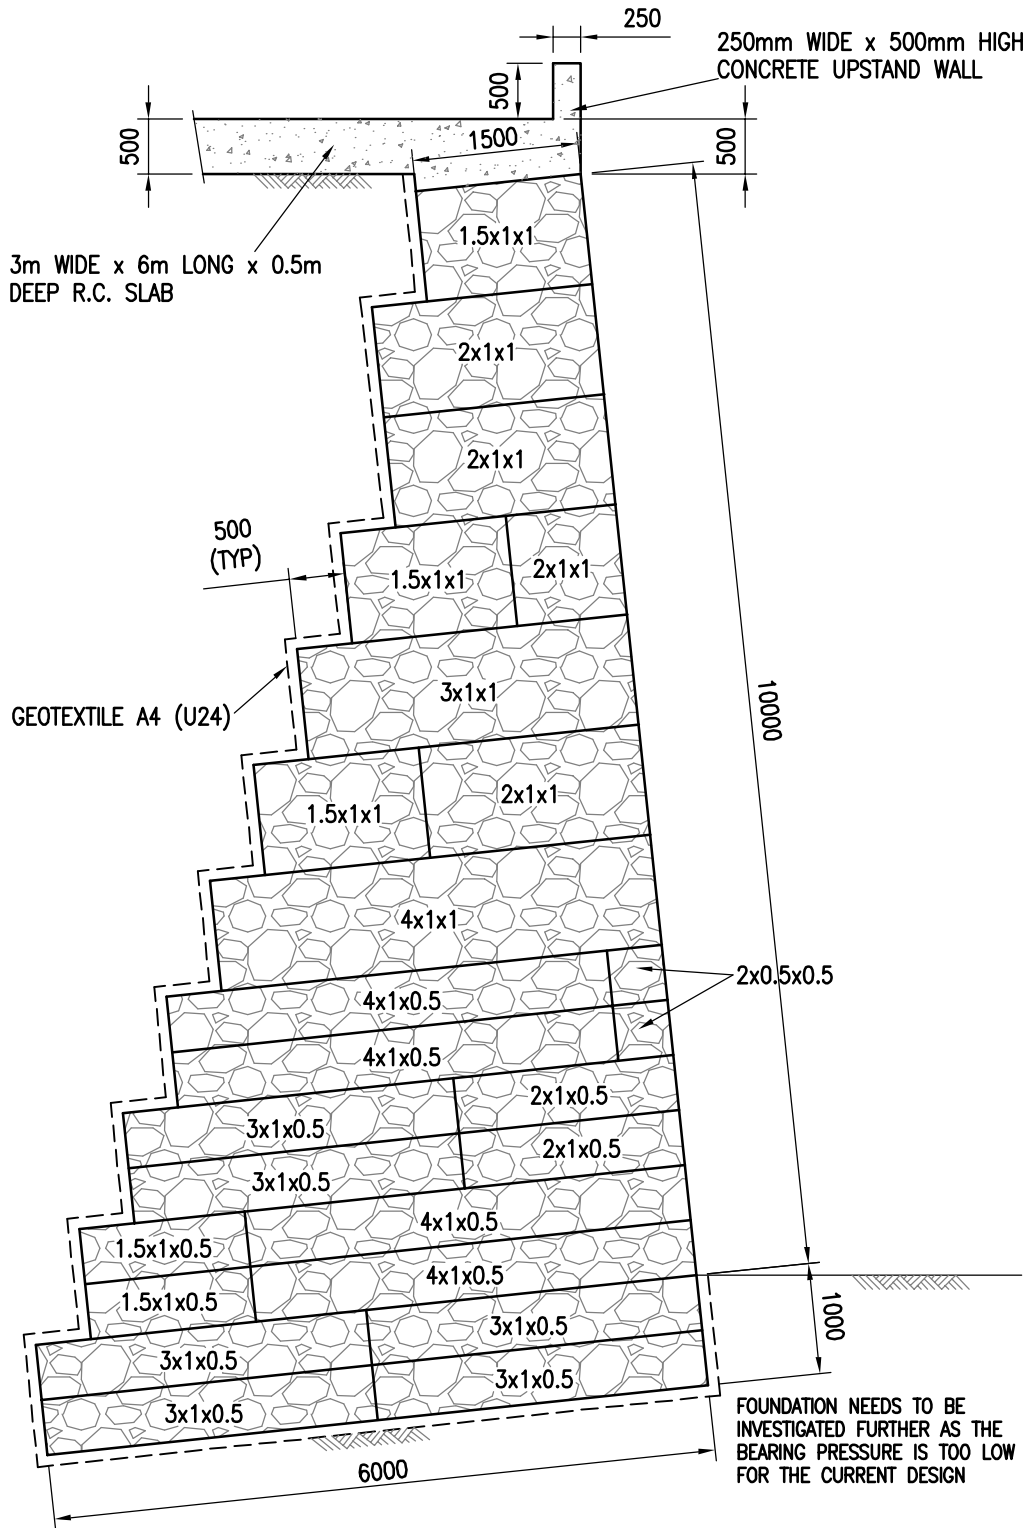 250
250mm WIDE x 500mm HIGH
CONCRETE UPSTAND WALL
500
500
1500
500
3m WIDE x 6m LONG x 0.5m
DEEP R.C. SLAB
1.5x1x1
2x1x1
2x1x1
500
(TYP)
1.5x1x1
2x1x1
3x1x1
GEOTEXTILE A4 (U24)
10000
1.5x1x1
2x1x1
4x1x1
2x0.5x0.5
4x1x0.5
4x1x0.5
2x1x0.5
3x1x0.5
2x1x0.5
3x1x0.5
4x1x0.5
1.5x1x0.5
4x1x0.5
1.5x1x0.5
1000
3x1x0.5
3x1x0.5
3x1x0.5
3x1x0.5
FOUNDATION NEEDS TO BE
INVESTIGATED FURTHER AS THE
BEARING PRESSURE IS TOO LOW
FOR THE CURRENT DESIGN
6000